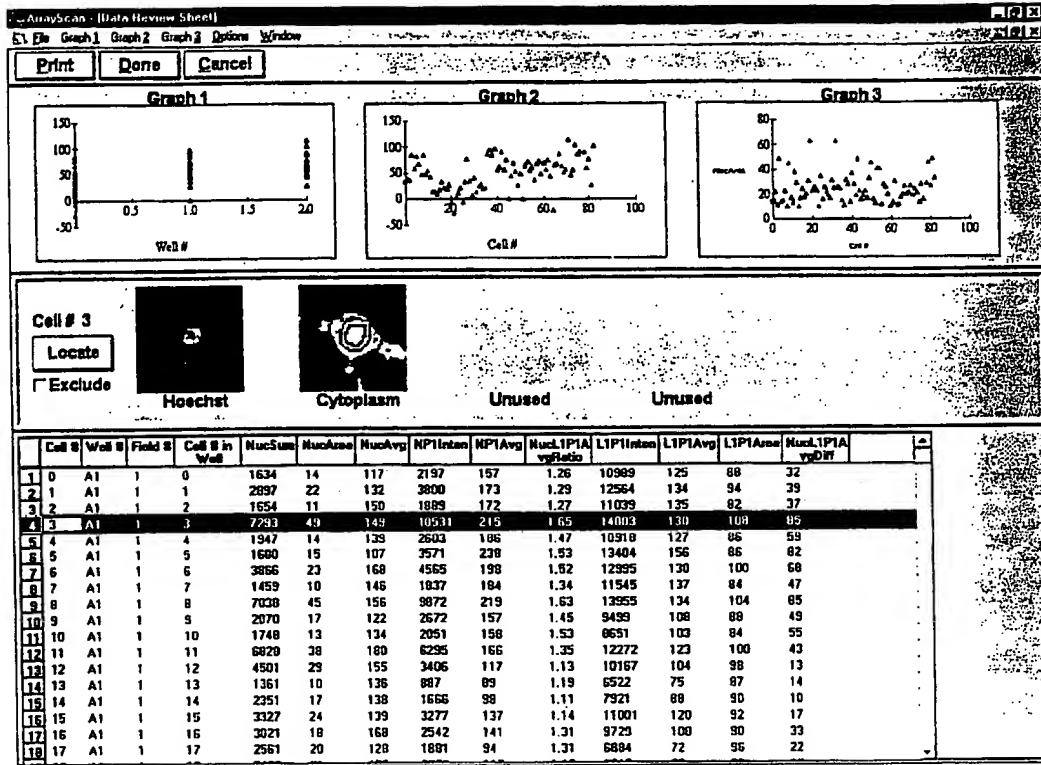 ArrayScan - [Data Review Sheet]
File Graph 1 Graph 2 Graph 3 Options Window
Print Done Cancel
Graph 1 Graph 2 Graph 3
150 100 50 0 -50
0.5 1.0 1.5 2.0
Well #
150 100 50 0 -50
20 40 60 80 100
Cell #
80 60 40 20 0
NucArea
0 20 40 60 80 100
Cell #
Cell # 3
Locate
Exclude
Hoechst Cytoplasm Unused Unused
Cell # Well # Field # Cell # in Well NucSum NucArea NucAvg NP1Inten NP1Avg NucL1P1AvgRatio L1P1Inten L1P1Avg L1P1Area NucL1P1AvgDiff
1 0 A1 1 0 1634 14 117 2197 157 1.26 10989 125 88 32
2 1 A1 1 1 2897 22 132 3800 173 1.29 12564 134 94 39
3 2 A1 1 2 1654 11 150 1889 172 1.27 11039 135 82 37
4 3 A1 1 3 7293 49 149 10531 215 1.65 14003 130 108 85
5 4 A1 1 4 1947 14 139 2603 186 1.47 10918 127 86 59
6 5 A1 1 5 1600 15 107 3571 238 1.53 13404 156 86 82
7 6 A1 1 6 3866 23 168 4565 198 1.52 12995 130 100 68
8 7 A1 1 7 1459 10 146 1837 184 1.34 11545 137 84 47
9 8 A1 1 8 7038 45 156 9872 219 1.63 13955 134 104 85
10 9 A1 1 9 2070 17 122 2672 157 1.45 9499 108 88 49
11 10 A1 1 10 1748 13 134 2051 158 1.53 8651 103 84 55
12 11 A1 1 11 6820 38 180 6295 166 1.35 12272 123 100 43
13 12 A1 1 12 4501 29 155 3406 117 1.13 10167 104 98 13
14 13 A1 1 13 1361 10 136 887 89 1.19 6522 75 87 14
15 14 A1 1 14 2351 17 138 1666 98 1.11 7921 88 90 10
16 15 A1 1 15 3327 24 139 3277 137 1.14 11001 120 92 17
17 16 A1 1 16 3021 18 168 2542 141 1.31 9729 108 90 33
18 17 A1 1 17 2561 20 128 1881 94 1.31 6884 72 96 22